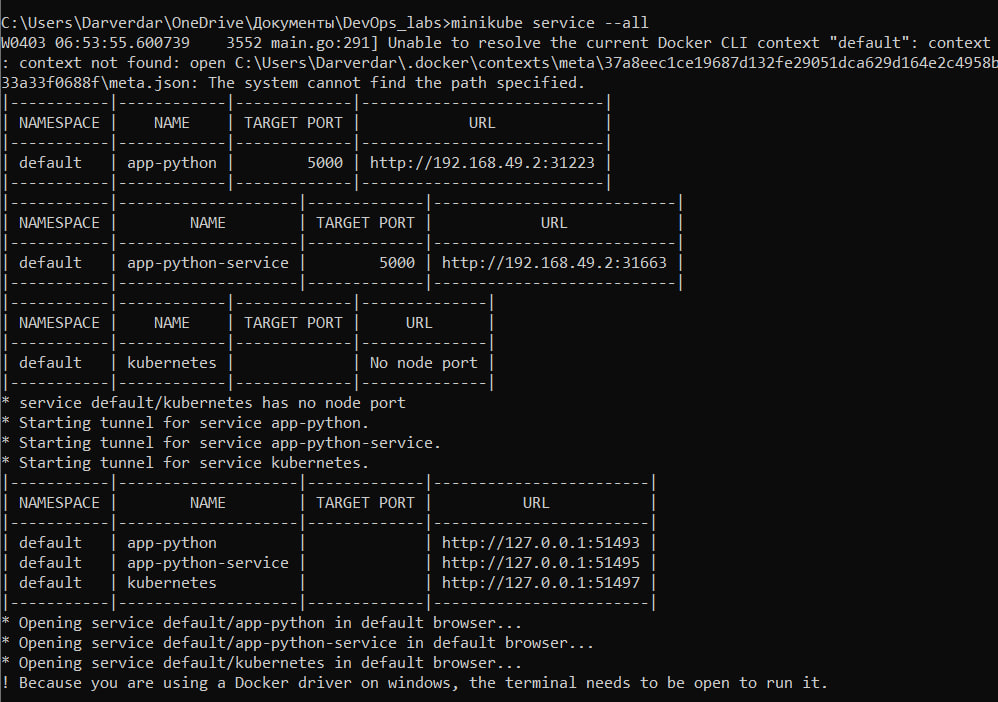 C:\Users\Darverdar\OneDrive\Документы\DevOps_labs>minikube service --all
W0403 06:53:55.600739    3552 main.go:291] Unable to resolve the current Docker CLI context "default": context
: context not found: open C:\Users\Darverdar\.docker\contexts\meta\37a8eec1ce19687d132fe29051dca629d164e2c4958b
33a33f0688f\meta.json: The system cannot find the path specified.
|-----------|------------|-------------|---------------------------|
| NAMESPACE |    NAME    | TARGET PORT |            URL            |
|-----------|------------|-------------|---------------------------|
| default   | app-python |        5000 | http://192.168.49.2:31223 |
|-----------|------------|-------------|---------------------------|
|-----------|--------------------|-------------|---------------------------|
| NAMESPACE |        NAME        | TARGET PORT |            URL            |
|-----------|--------------------|-------------|---------------------------|
| default   | app-python-service |        5000 | http://192.168.49.2:31663 |
|-----------|--------------------|-------------|---------------------------|
|-----------|------------|-------------|--------------|
| NAMESPACE |    NAME    | TARGET PORT |     URL      |
|-----------|------------|-------------|--------------|
| default   | kubernetes |             | No node port |
|-----------|------------|-------------|--------------|
* service default/kubernetes has no node port
* Starting tunnel for service app-python.
* Starting tunnel for service app-python-service.
* Starting tunnel for service kubernetes.
|-----------|--------------------|-------------|------------------------|
| NAMESPACE |        NAME        | TARGET PORT |          URL           |
|-----------|--------------------|-------------|------------------------|
| default   | app-python         |             | http://127.0.0.1:51493 |
| default   | app-python-service |             | http://127.0.0.1:51495 |
| default   | kubernetes         |             | http://127.0.0.1:51497 |
|-----------|--------------------|-------------|------------------------|
* Opening service default/app-python in default browser...
* Opening service default/app-python-service in default browser...
* Opening service default/kubernetes in default browser...
! Because you are using a Docker driver on windows, the terminal needs to be open to run it.